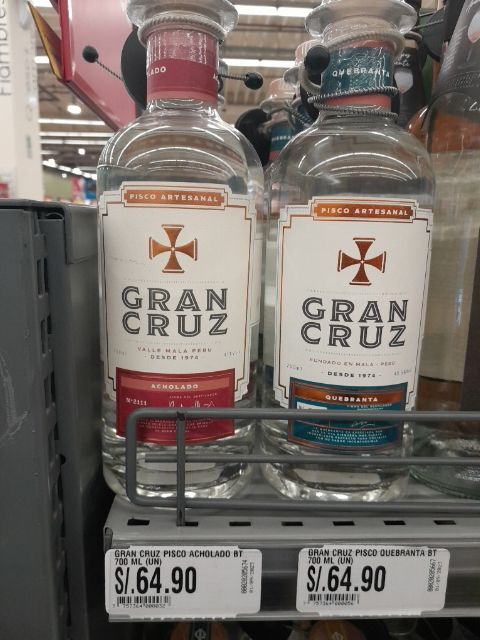 Fiambres
ACHOLADO
QUEBRANTA
PISCO ARTESANAL
GRAN
CRUZ
VALLE MALA PERU
DESDE 1974
ACHOLADO
Nº2111
PISCO ARTESANAL
GRAN
CRUZ
FUNDADO EN MALA - PERU
DESDE 1974
QUEBRANTA
GRAN CRUZ PISCO ACHOLADO BT
700 ML (UN)
S/.64.90
GRAN CRUZ PISCO QUEBRANTA BT
700 ML (UN)
S/.64.90